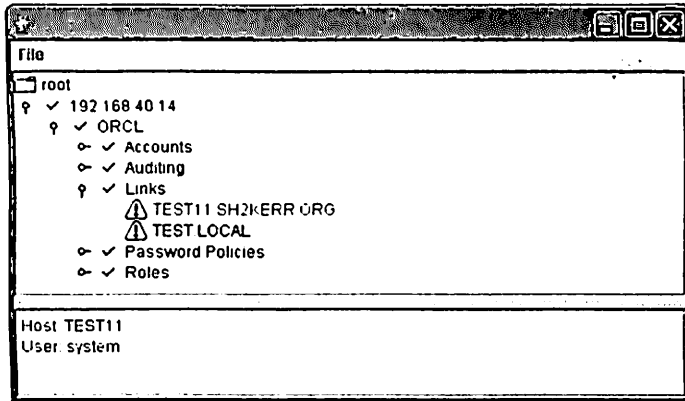 File
root
192 168 40 14
ORCL
Accounts
Auditing
Links
TEST11 SH2KERR ORG
TEST LOCAL
Password Policies
Roles
Host TEST11
User: system